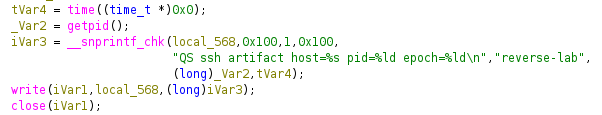 tVar4 = time((time_t *)0x0);
_Var2 = getpid();
iVar3 = __snprintf_chk(local_568,0x100,1,0x100,
"QS ssh artifact host=%s pid=%ld epoch=%ld\n","reverse-lab",
(long)_Var2,tVar4);
write(iVar1,local_568,(long)iVar3);
close(iVar1);